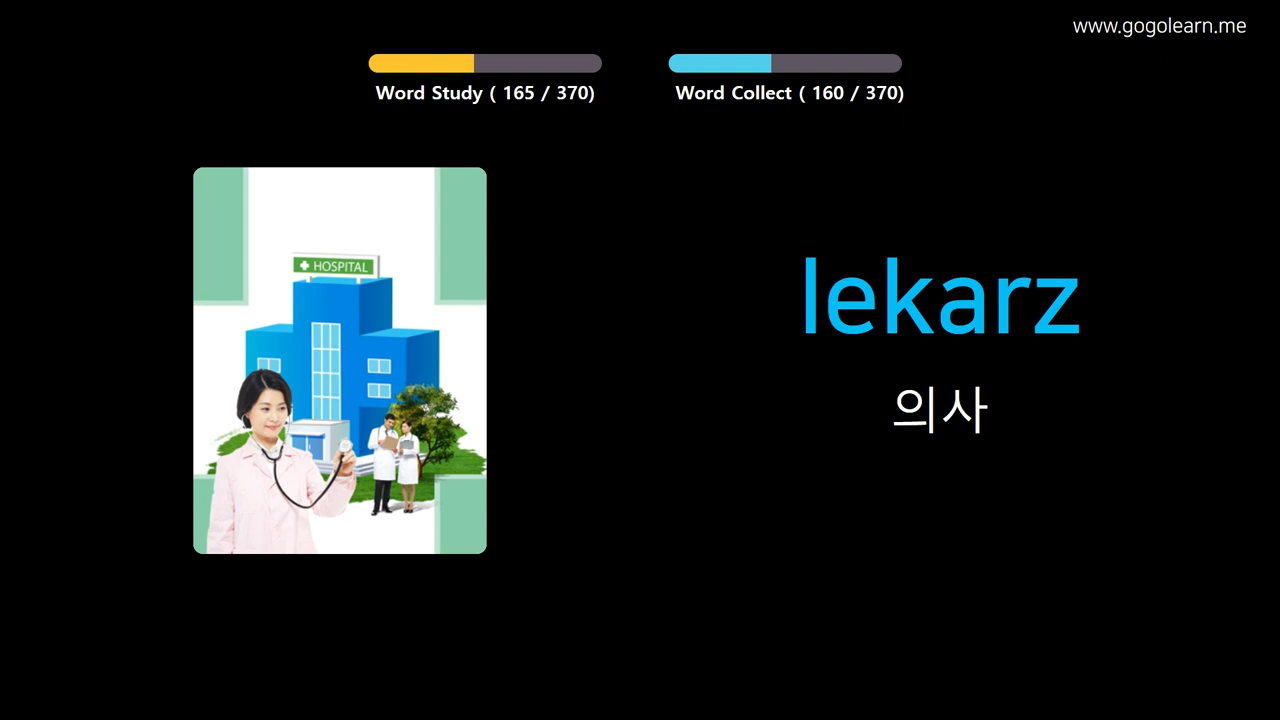 www.gogolearn.me
Word Study ( 165 / 370)
Word Collect ( 160 / 370)
HOSPITAL
lekarz
의사